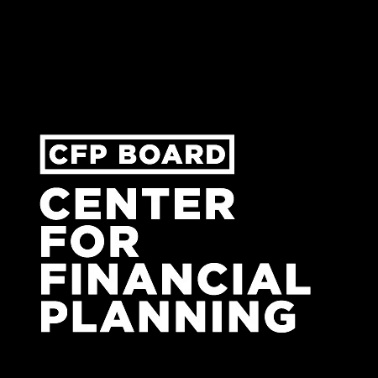 CFP BOARD
CENTER
FOR
FINANCIAL
PLANNING